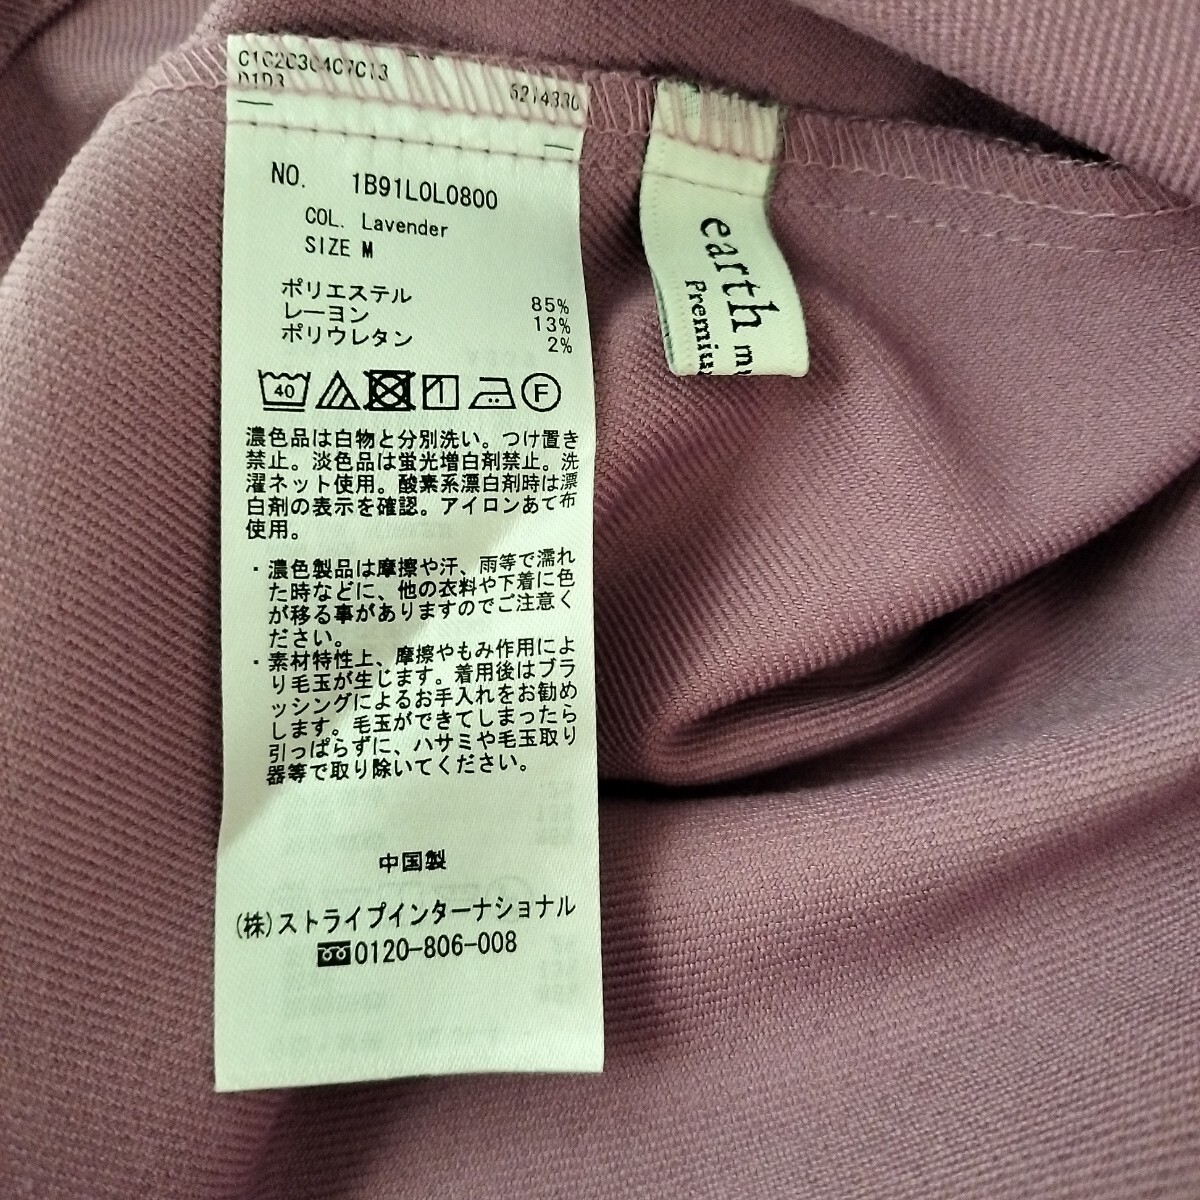 C1C2C3C4C7C13
D1D3
6214330
NO. 1B91L0L0800
COL. Lavender
SIZE M
ポリエステル 85%
レーヨン 13%
ポリウレタン 2%
40
F
濃色品は白物と分別洗い。つけ置き
禁止。淡色品は蛍光増白剤禁止。洗
濯ネット使用。酸素系漂白剤時は漂
白剤の表示を確認。アイロンあて布
使用。
・濃色製品は摩擦や汗、雨等で濡れ
た時などに、他の衣料や下着に色
が移る事がありますのでご注意く
ださい。
・素材特性上、摩擦やもみ作用によ
り毛玉が生じます。着用後はブラ
ッシングによるお手入れをお勧め
します。毛玉ができてしまったら
引っぱらずに、ハサミや毛玉取り
器等で取り除いてください。
中国製
(株)ストライプインターナショナル
0120-806-008
earth